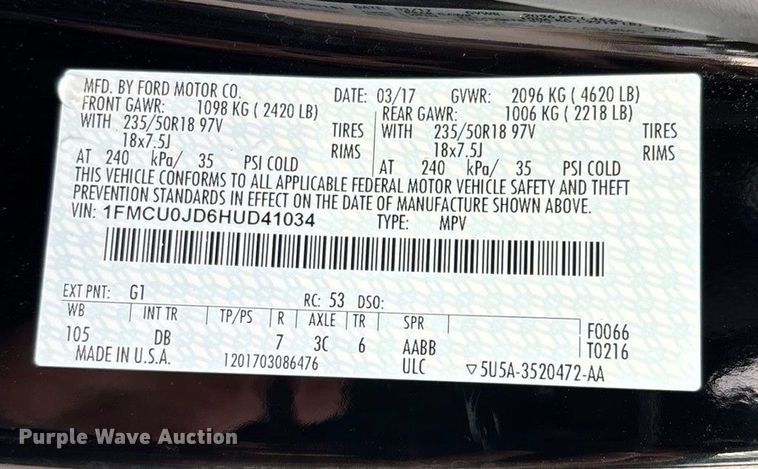 MFD. BY FORD MOTOR CO. DATE: 03/17 GVWR: 2096 KG ( 4620 LB)
FRONT GAWR: 1098 KG ( 2420 LB) REAR GAWR: 1006 KG ( 2218 LB)
WITH 235/50R18 97V TIRES WITH 235/50R18 97V TIRES
18x7.5J RIMS 18x7.5J RIMS
AT 240 kPa/ 35 PSI COLD AT 240 kPa/ 35 PSI COLD
THIS VEHICLE CONFORMS TO ALL APPLICABLE FEDERAL MOTOR VEHICLE SAFETY AND THEFT
PREVENTION STANDARDS IN EFFECT ON THE DATE OF MANUFACTURE SHOWN ABOVE.
VIN: 1FMCU0JD6HUD41034 TYPE: MPV
EXT PNT: G1 RC: 53 DSO:
WB INT TR TP/PS R AXLE TR SPR F0066
105 DB 7 3C 6 AABB T0216
MADE IN U.S.A. 1201703086476 ULC ▽5U5A-3520472-AA
Purple Wave Auction